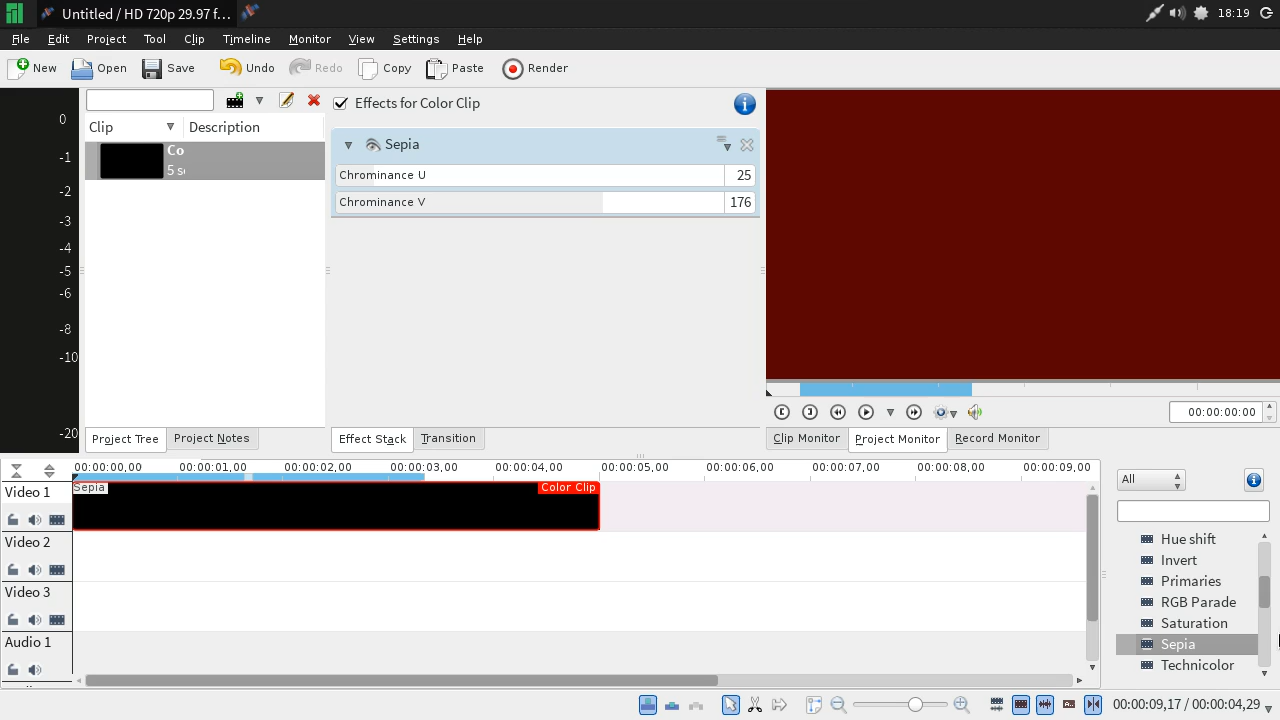 Untitled / HD 720p 29.97 f...
18:19
File Edit Project Tool Clip Timeline Monitor View Settings Help
New Open Save Undo Redo Copy Paste Render
0
-1
-2
-3
-4
-5
-6
-8
-10
-20
Clip Description
Co
5 se
Project Tree Project Notes
Effects for Color Clip
Sepia
Chrominance U 25
Chrominance V 176
Effect Stack Transition
00:00:00:00
Clip Monitor Project Monitor Record Monitor
00:00:00,00 00:00:01,00 00:00:02,00 00:00:03,00 00:00:04,00 00:00:05,00 00:00:06,00 00:00:07,00 00:00:08,00 00:00:09,00
Video 1
Sepia Color Clip
Video 2
Video 3
Audio 1
All
Hue shift
Invert
Primaries
RGB Parade
Saturation
Sepia
Technicolor
00:00:09,17 / 00:00:04,29